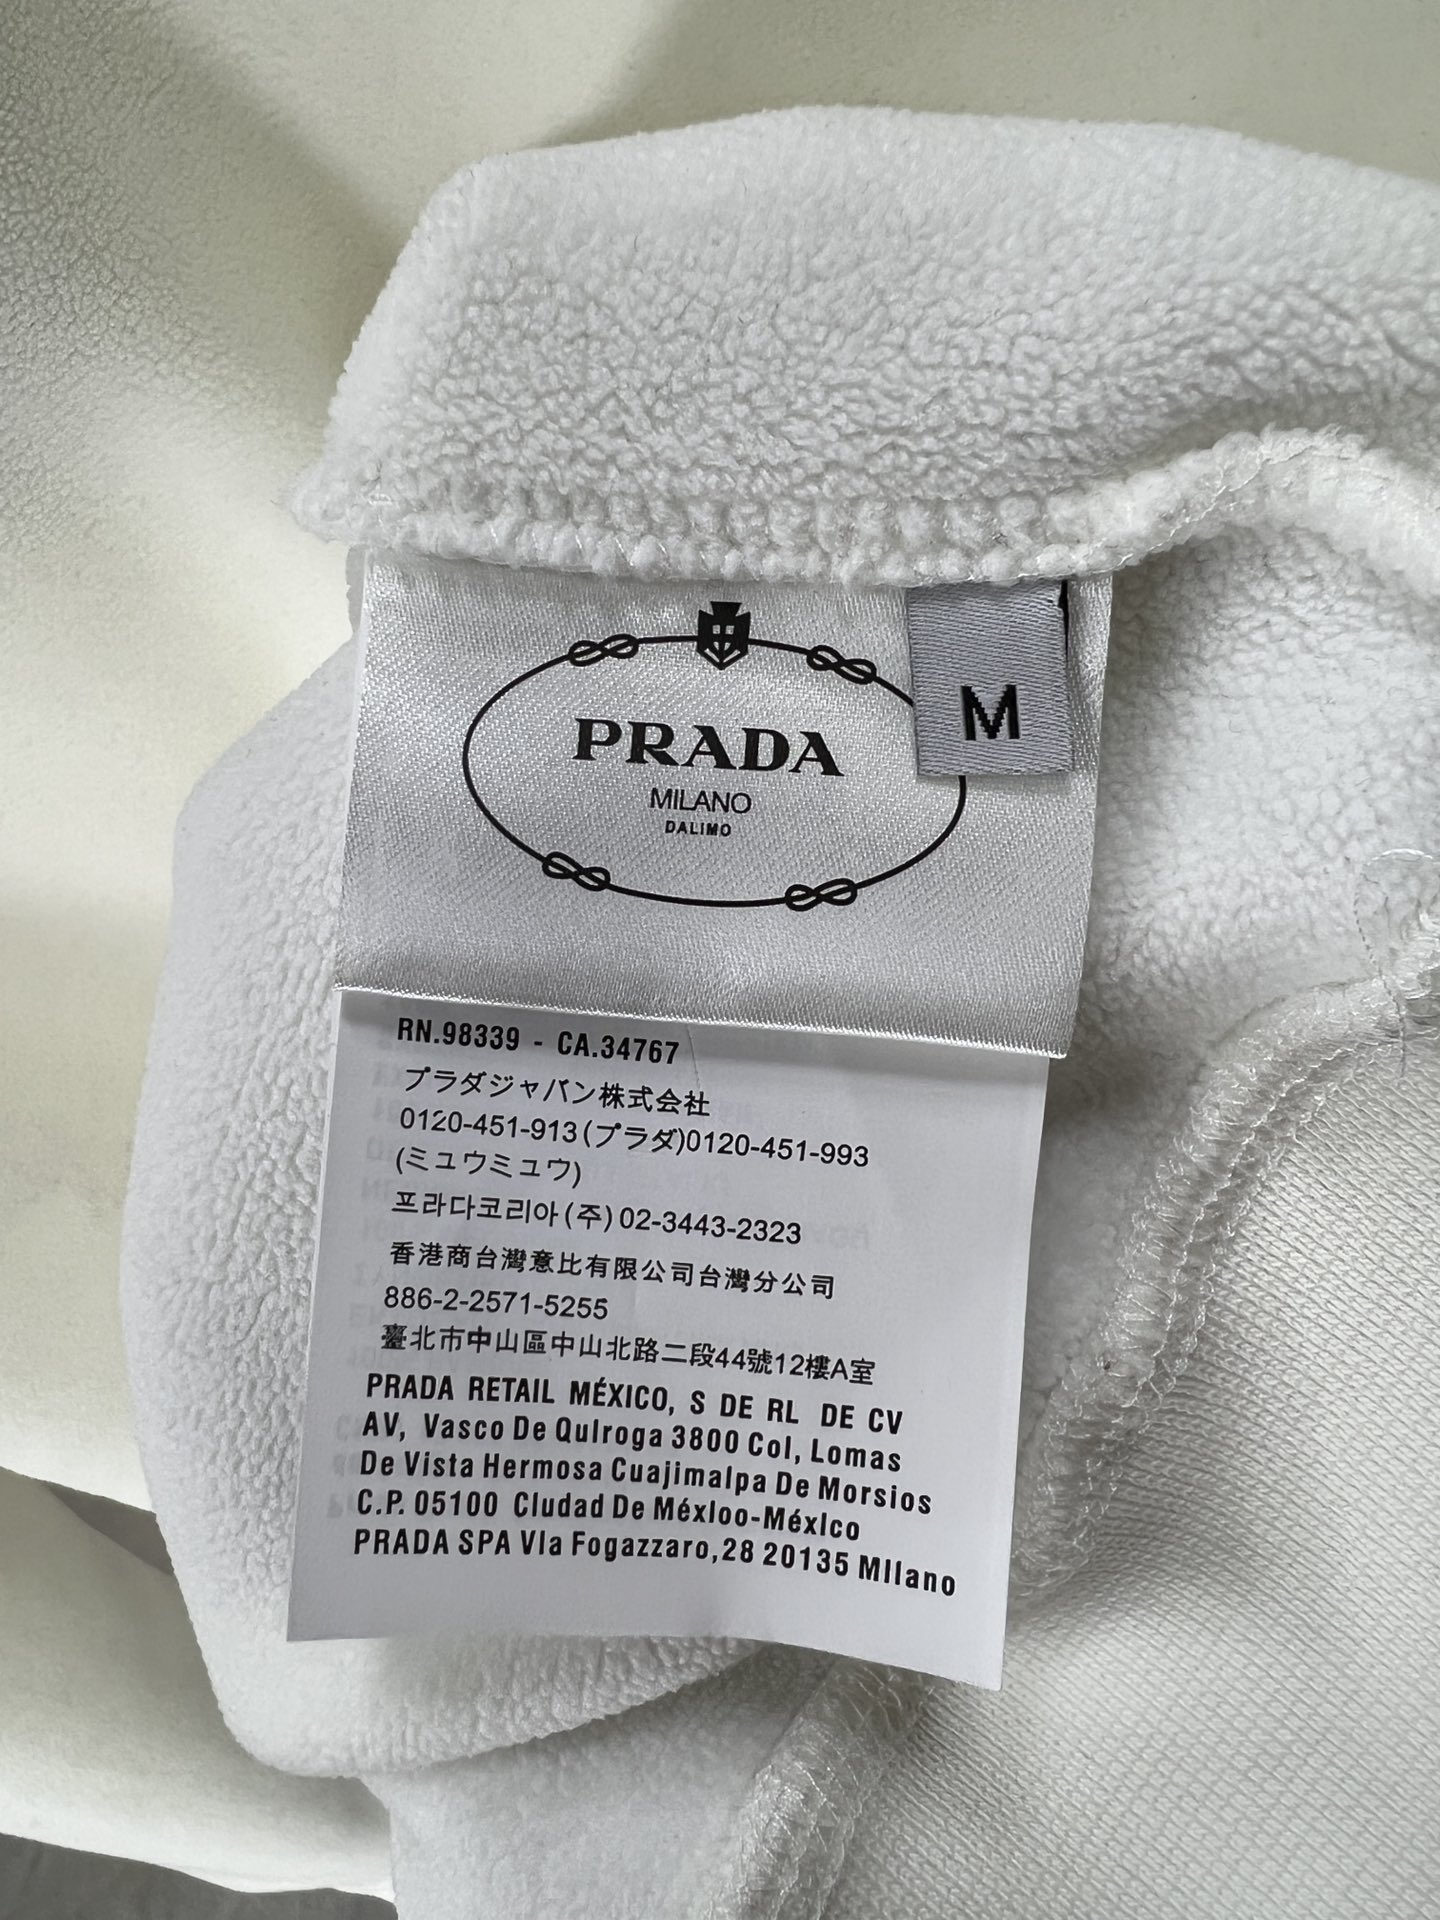 PRADA
MILANO
DALIMO
M
RN.98339 - CA.34767
プラダジャバン株式会社
0120-451-913(プラダ)0120-451-993
(ミユウミユウ)
프라다코리아(주)02-3443-2323
香港商台灣意比有限公司台灣分公司
886-2-2571-5255
臺北市中山區中山北路二段44號12樓A室
PRADA RETAIL MÉXICO, S DE RL DE CV
AV, Vasco De Qulroga 3800 Col, Lomas
De Vista Hermosa Cuajimalpa De Morsios
C.P. 05100 Cludad De Méxloo-Méxlco
PRADA SPA Vla Fogazzaro,28 20135 Mllano